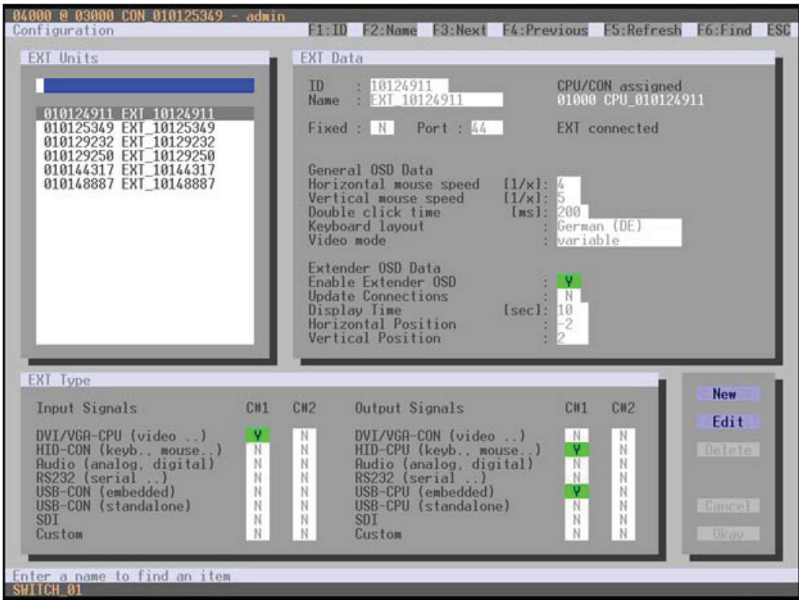 04000 @ 03000 CON_010125349 - admin
Configuration F1:ID F2:Name F3:Next F4:Previous F5:Refresh F6:Find ESC
EXT Units
010124911 EXT_10124911
010125349 EXT_10125349
010129232 EXT_10129232
010129250 EXT_10129250
010144317 EXT_10144317
010148887 EXT_10148887
EXT Data
ID : 10124911 CPU/CON assigned
Name : EXT_10124911 01000 CPU_010124911
Fixed : N Port : 44 EXT connected
General OSD Data
Horizontal mouse speed [1/x]: 4
Vertical mouse speed [1/x]: 5
Double click time [ms]: 200
Keyboard layout : German (DE)
Video mode : variable
Extender OSD Data
Enable Extender OSD : Y
Update Connections : N
Display Time [sec]: 10
Horizontal Position : -2
Vertical Position : 2
EXT Type
Input Signals C#1 C#2 Output Signals C#1 C#2
DVI/VGA-CPU (video ..) Y N DVI/VGA-CON (video ..) N N
HID-CON (keyb., mouse..) N N HID-CPU (keyb., mouse..) Y N
Audio (analog, digital) N N Audio (analog, digital) N N
RS232 (serial ..) N N RS232 (serial ..) N N
USB-CON (embedded) N N USB-CPU (embedded) Y N
USB-CON (standalone) N N USB-CPU (standalone) N N
SDI N N SDI N N
Custom N N Custom N N
New
Edit
Delete
Cancel
Okay
Enter a name to find an item
SWITCH_01